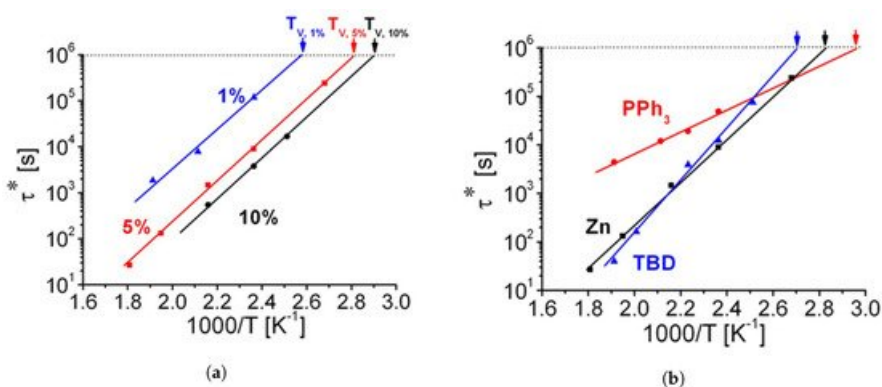 T_V, 1% T_V, 5% T_V, 10%
10^6
10^5
10^4
10^3
10^2
10^1
τ* [s]
1%
5%
10%
1.6 1.8 2.0 2.2 2.4 2.6 2.8 3.0
1000/T [K^-1]
(a)
10^6
10^5
10^4
10^3
10^2
10^1
τ* [s]
PPh_3
Zn
TBD
1.6 1.8 2.0 2.2 2.4 2.6 2.8 3.0
1000/T [K^-1]
(b)